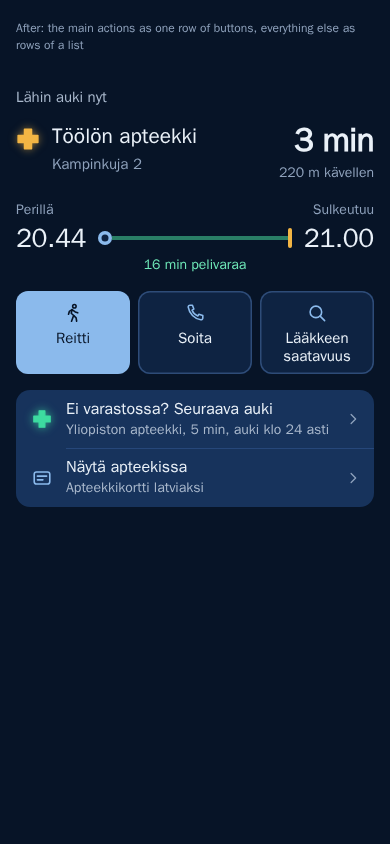 After: the main actions as one row of buttons, everything else as
rows of a list
Lähin auki nyt
Töölön apteekki
3 min
Kampinkuja 2
220 m kävellen
Perillä
Sulkeutuu
20.44
21.00
16 min pelivaraa
Reitti
Soita
Lääkkeen
saatavuus
Ei varastossa? Seuraava auki
Yliopiston apteekki, 5 min, auki klo 24 asti
Näytä apteekissa
Apteekkikortti latviaksi